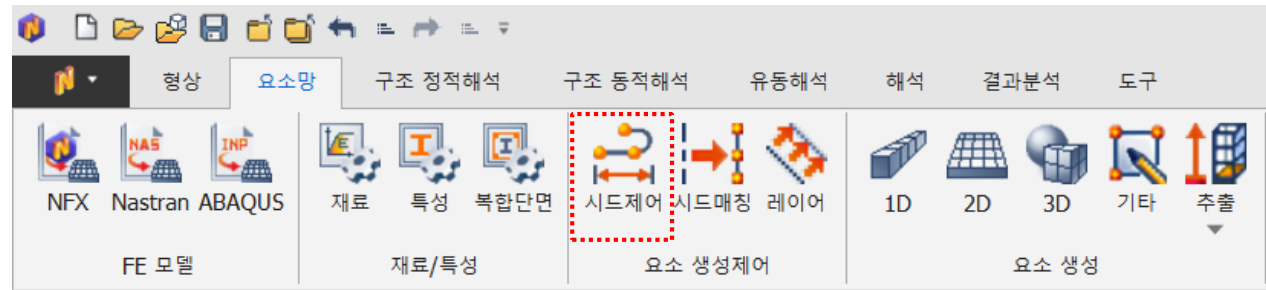 형상 요소망 구조 정적해석 구조 동적해석 유동해석 해석 결과분석 도구
NAS INP
NFX Nastran ABAQUS 재료 특성 복합단면 시드제어 시드매칭 레이어 1D 2D 3D 기타 추출
FE 모델 재료/특성 요소 생성제어 요소 생성